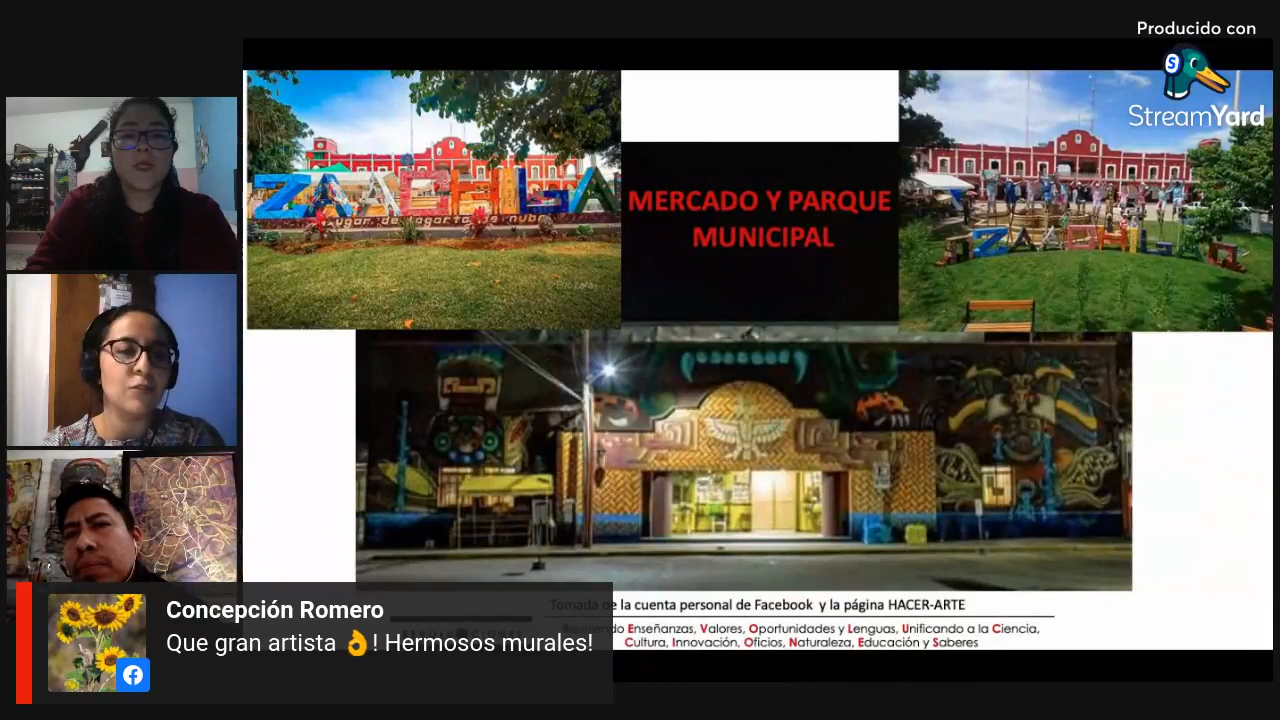 Producido con
StreamYard
ZAACHILA
MERCADO Y PARQUE
MUNICIPAL
ZAACHILA
Tomada de la cuenta personal de Facebook y la página HACER-ARTE
Enseñanzas, Valores, Oportunidades y Lenguas, Unificando a la Ciencia,
Cultura, Innovación, Oficios, Naturaleza, Educación y Saberes
Concepción Romero
Que gran artista 👌! Hermosos murales!